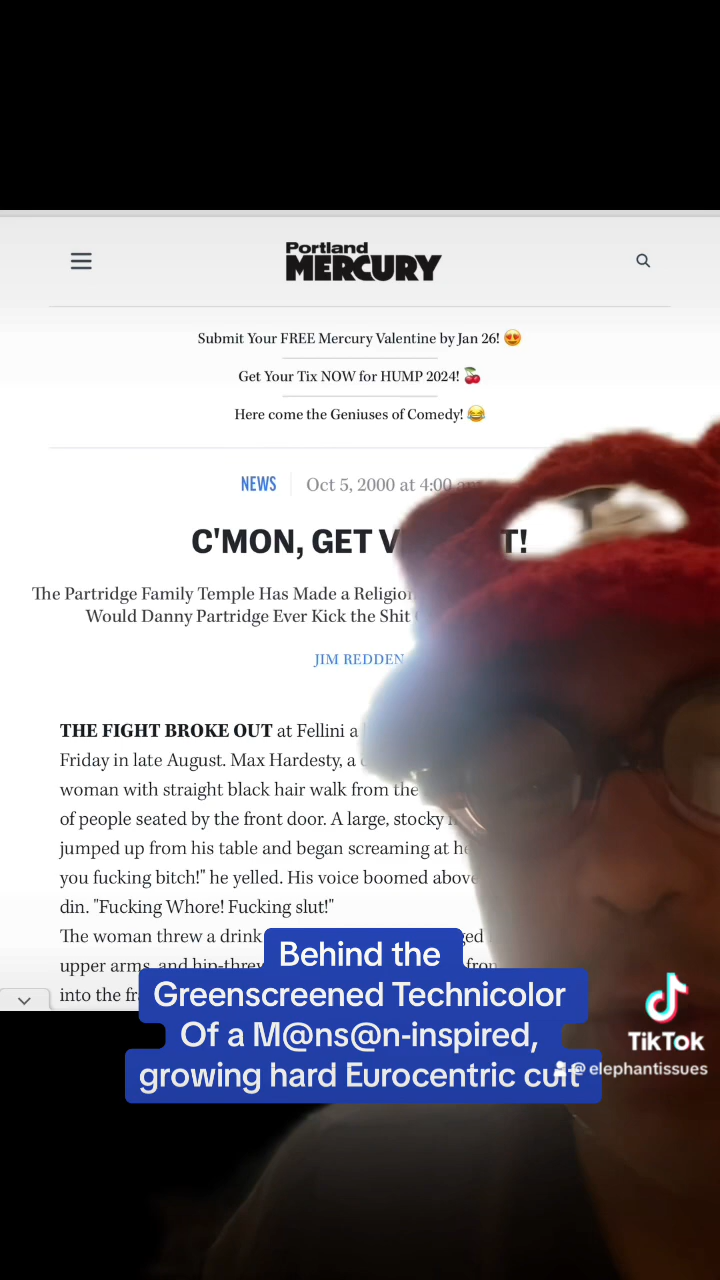 Portland
MERCURY
Submit Your FREE Mercury Valentine by Jan 26! 😍
Get Your Tix NOW for HUMP 2024! 🍒
Here come the Geniuses of Comedy! 😂
NEWS Oct 5, 2000 at 4:00 am
C'MON, GET V T!
The Partridge Family Temple Has Made a Religion
Would Danny Partridge Ever Kick the Shit
JIM REDDEN
THE FIGHT BROKE OUT at Fellini a
Friday in late August. Max Hardesty, a
woman with straight black hair walk from the
of people seated by the front door. A large, stocky
jumped up from his table and began screaming at
you fucking bitch!" he yelled. His voice boomed above
din. "Fucking Whore! Fucking slut!"
The woman threw a drink
upper arms, and
into the
Behind the
Greenscreened Technicolor
Of a M@ns@n-inspired,
growing hard Eurocentric cult
TikTok
@elephantissues